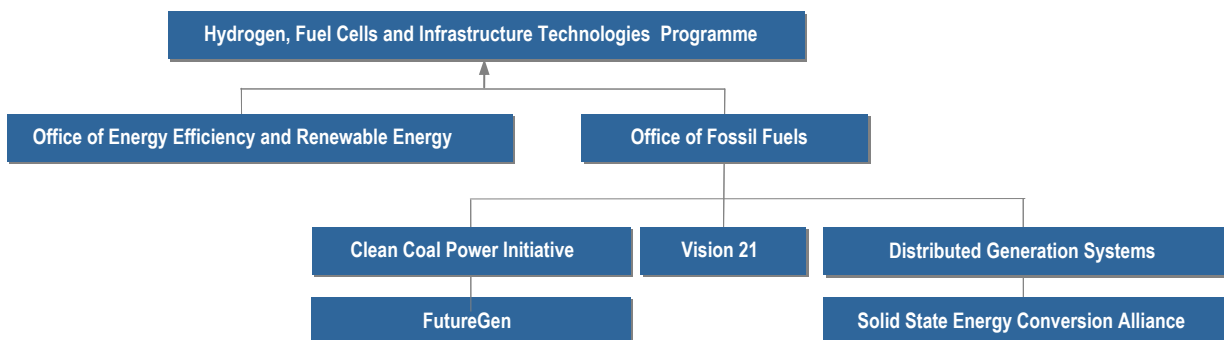 Hydrogen, Fuel Cells and Infrastructure Technologies Programme
Office of Energy Efficiency and Renewable Energy
Office of Fossil Fuels
Clean Coal Power Initiative
Vision 21
Distributed Generation Systems
FutureGen
Solid State Energy Conversion Alliance